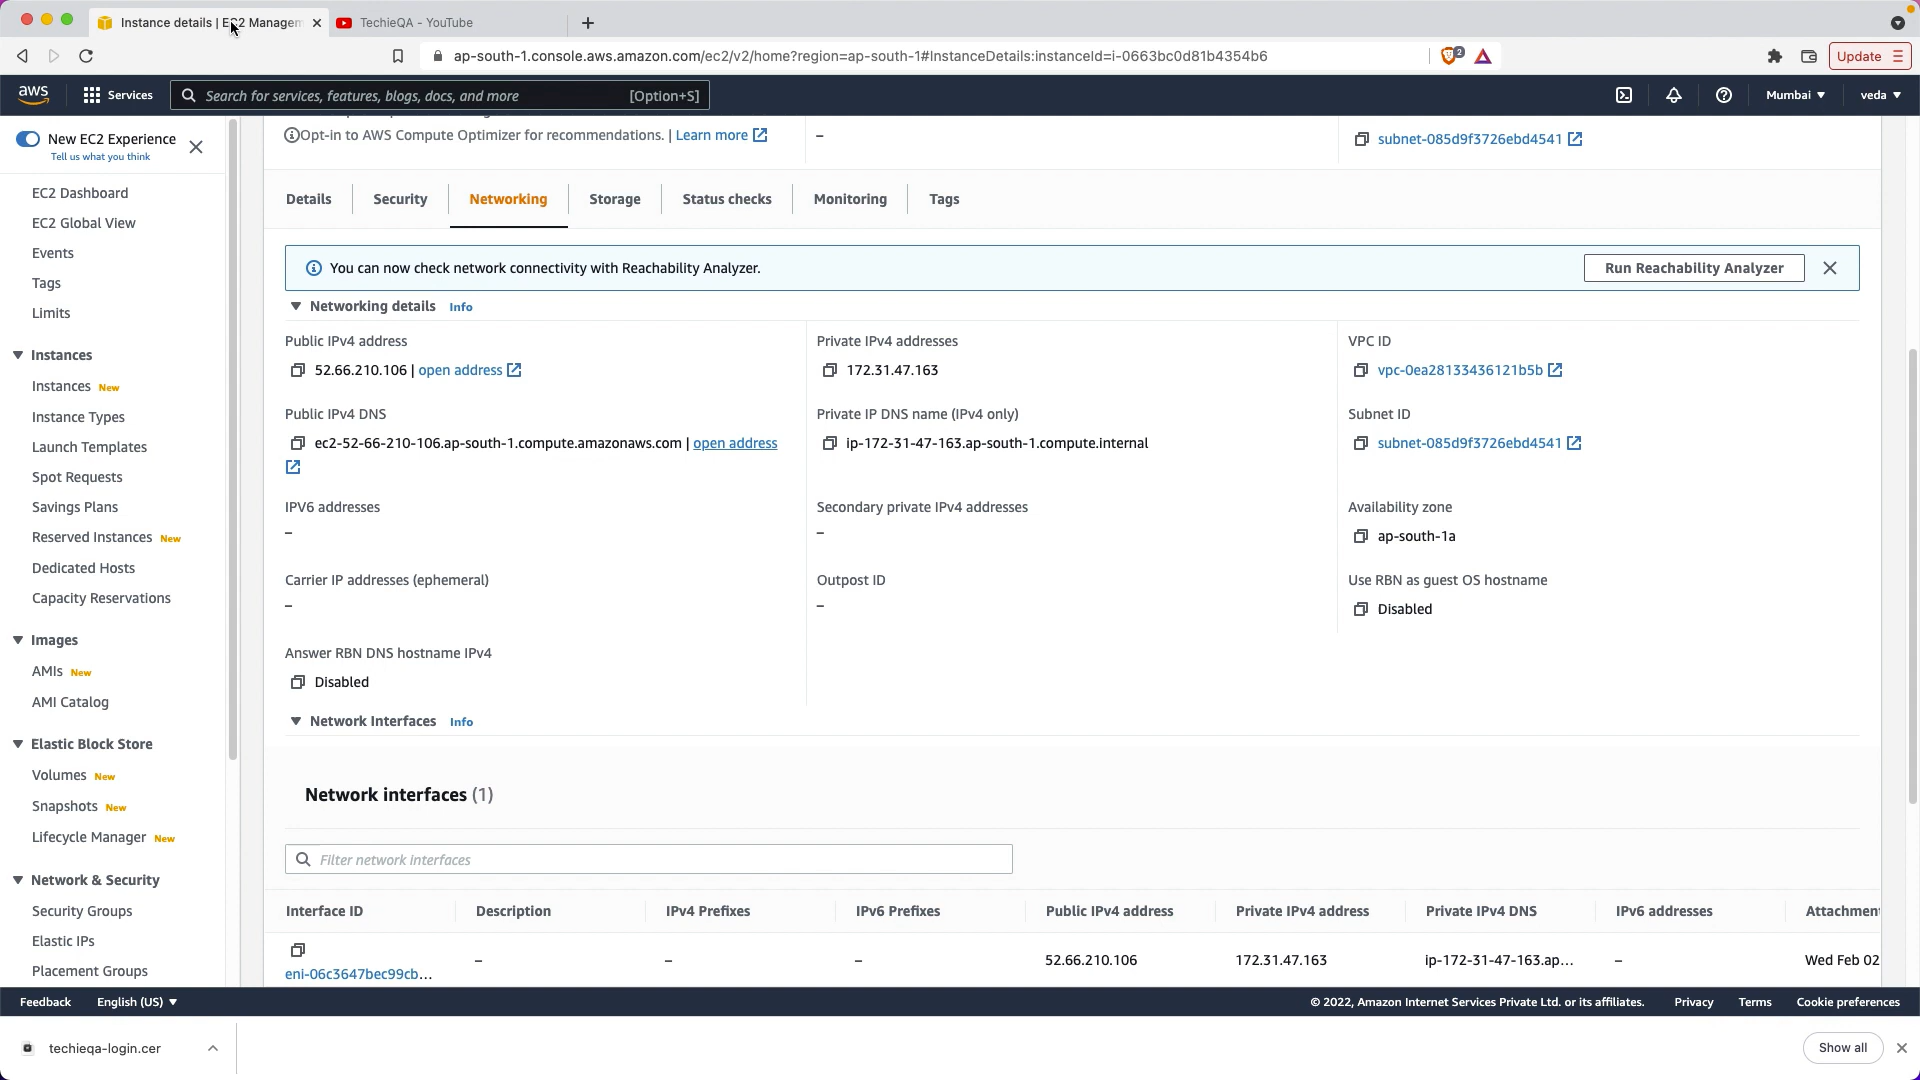 Instance details | EC2 Managem
TechieQA - YouTube
ap-south-1.console.aws.amazon.com/ec2/v2/home?region=ap-south-1#InstanceDetails:instanceId=i-0663bc0d81b4354b6
2
Update
aws
Services
Search for services, features, blogs, docs, and more
[Option+S]
Mumbai
veda
New EC2 Experience
Tell us what you think
EC2 Dashboard
EC2 Global View
Events
Tags
Limits
Instances
Instances New
Instance Types
Launch Templates
Spot Requests
Savings Plans
Reserved Instances New
Dedicated Hosts
Capacity Reservations
Images
AMIs New
AMI Catalog
Elastic Block Store
Volumes New
Snapshots New
Lifecycle Manager New
Network & Security
Security Groups
Elastic IPs
Placement Groups
Opt-in to AWS Compute Optimizer for recommendations. | Learn more
–
subnet-085d9f3726ebd4541
Details
Security
Networking
Storage
Status checks
Monitoring
Tags
You can now check network connectivity with Reachability Analyzer.
Run Reachability Analyzer
Networking details Info
Public IPv4 address
52.66.210.106 | open address
Private IPv4 addresses
172.31.47.163
VPC ID
vpc-0ea28133436121b5b
Public IPv4 DNS
ec2-52-66-210-106.ap-south-1.compute.amazonaws.com | open address
Private IP DNS name (IPv4 only)
ip-172-31-47-163.ap-south-1.compute.internal
Subnet ID
subnet-085d9f3726ebd4541
IPV6 addresses
–
Secondary private IPv4 addresses
–
Availability zone
ap-south-1a
Carrier IP addresses (ephemeral)
–
Outpost ID
–
Use RBN as guest OS hostname
Disabled
Answer RBN DNS hostname IPv4
Disabled
Network Interfaces Info
Network interfaces (1)
Filter network interfaces
Interface ID
Description
IPv4 Prefixes
IPv6 Prefixes
Public IPv4 address
Private IPv4 address
Private IPv4 DNS
IPv6 addresses
Attachment
eni-06c3647bec99cb...
–
–
–
52.66.210.106
172.31.47.163
ip-172-31-47-163.ap...
–
Wed Feb 02
Feedback
English (US)
© 2022, Amazon Internet Services Private Ltd. or its affiliates.
Privacy
Terms
Cookie preferences
techieqa-login.cer
Show all